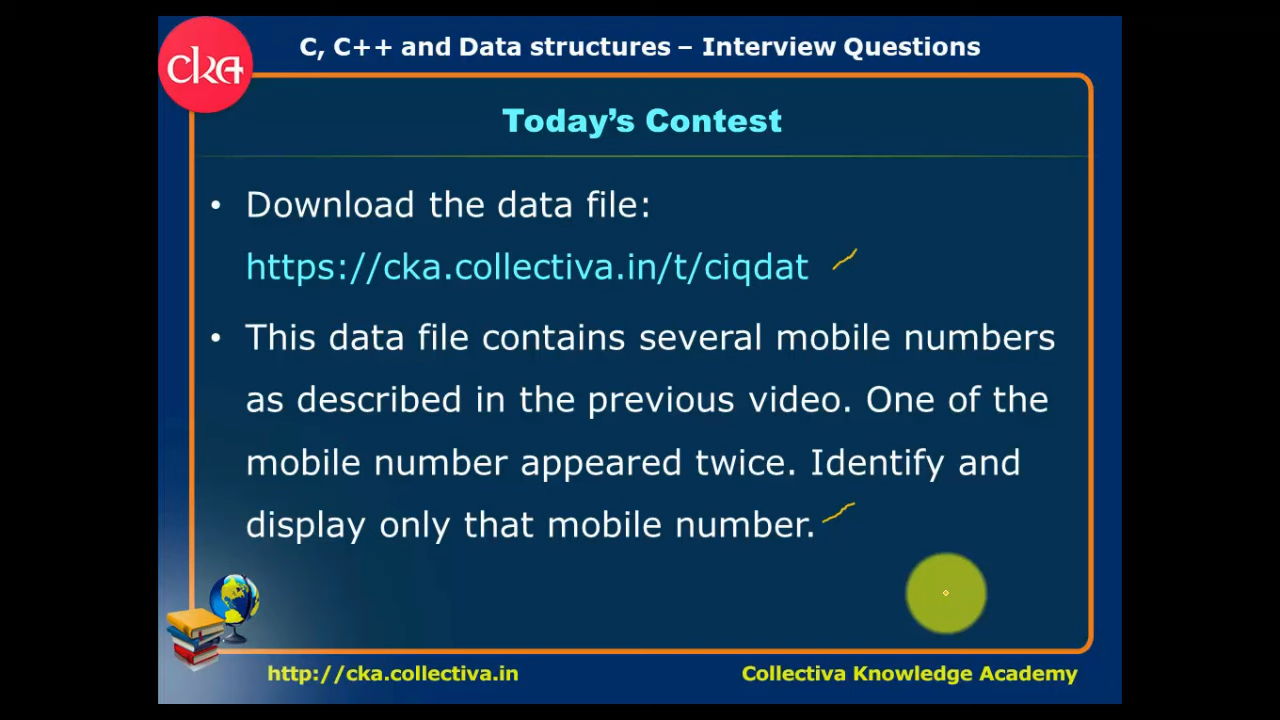 cka
C, C++ and Data structures – Interview Questions
Today's Contest
• Download the data file:
https://cka.collectiva.in/t/ciqdat
• This data file contains several mobile numbers
as described in the previous video. One of the
mobile number appeared twice. Identify and
display only that mobile number.
http://cka.collectiva.in
Collectiva Knowledge Academy